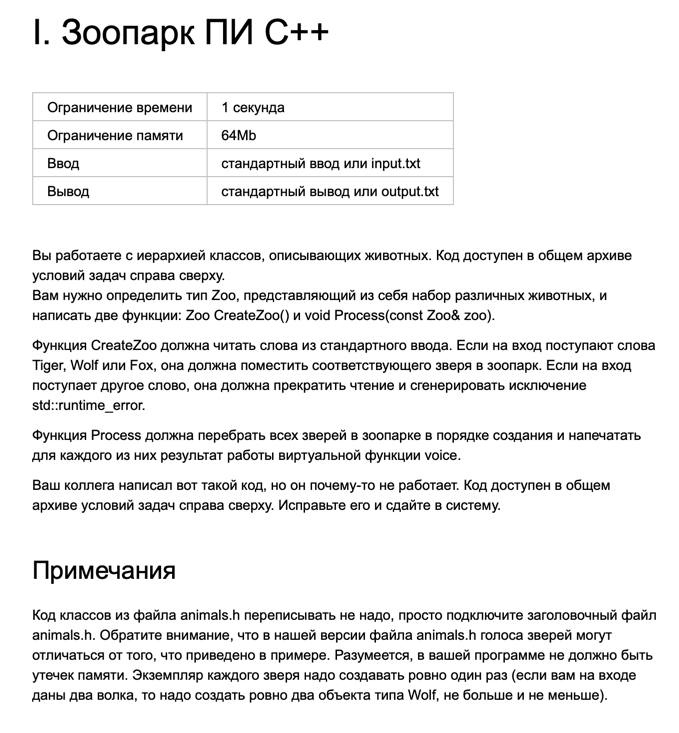 I. Зоопарк ПИ C++
Ограничение времени 1 секунда
Ограничение памяти 64Mb
Ввод стандартный ввод или input.txt
Вывод стандартный вывод или output.txt
Вы работаете с иерархией классов, описывающих животных. Код доступен в общем архиве
условий задач справа сверху.
Вам нужно определить тип Zoo, представляющий из себя набор различных животных, и
написать две функции: Zoo CreateZoo() и void Process(const Zoo& zoo).
Функция CreateZoo должна читать слова из стандартного ввода. Если на вход поступают слова
Tiger, Wolf или Fox, она должна поместить соответствующего зверя в зоопарк. Если на вход
поступает другое слово, она должна прекратить чтение и сгенерировать исключение
std::runtime_error.
Функция Process должна перебрать всех зверей в зоопарке в порядке создания и напечатать
для каждого из них результат работы виртуальной функции voice.
Ваш коллега написал вот такой код, но он почему-то не работает. Код доступен в общем
архиве условий задач справа сверху. Исправьте его и сдайте в систему.
Примечания
Код классов из файла animals.h переписывать не надо, просто подключите заголовочный файл
animals.h. Обратите внимание, что в нашей версии файла animals.h голоса зверей могут
отличаться от того, что приведено в примере. Разумеется, в вашей программе не должно быть
утечек памяти. Экземпляр каждого зверя надо создавать ровно один раз (если вам на входе
даны два волка, то надо создать ровно два объекта типа Wolf, не больше и не меньше).